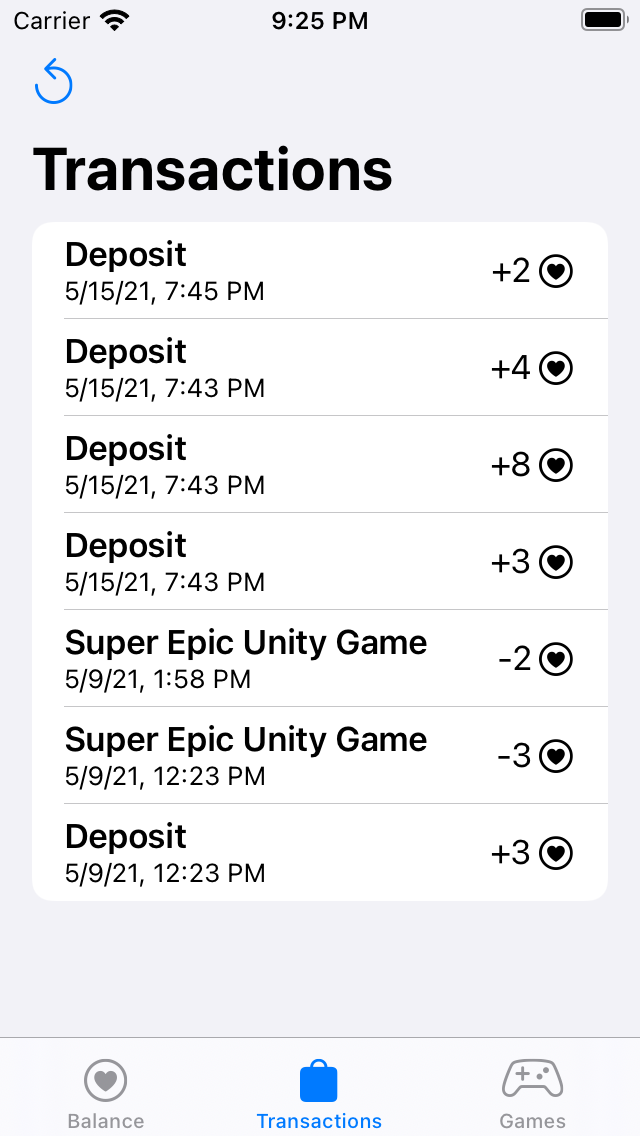 Carrier 9:25 PM
Transactions
Deposit
5/15/21, 7:45 PM
+2
Deposit
5/15/21, 7:43 PM
+4
Deposit
5/15/21, 7:43 PM
+8
Deposit
5/15/21, 7:43 PM
+3
Super Epic Unity Game
5/9/21, 1:58 PM
-2
Super Epic Unity Game
5/9/21, 12:23 PM
-3
Deposit
5/9/21, 12:23 PM
+3
Balance Transactions Games